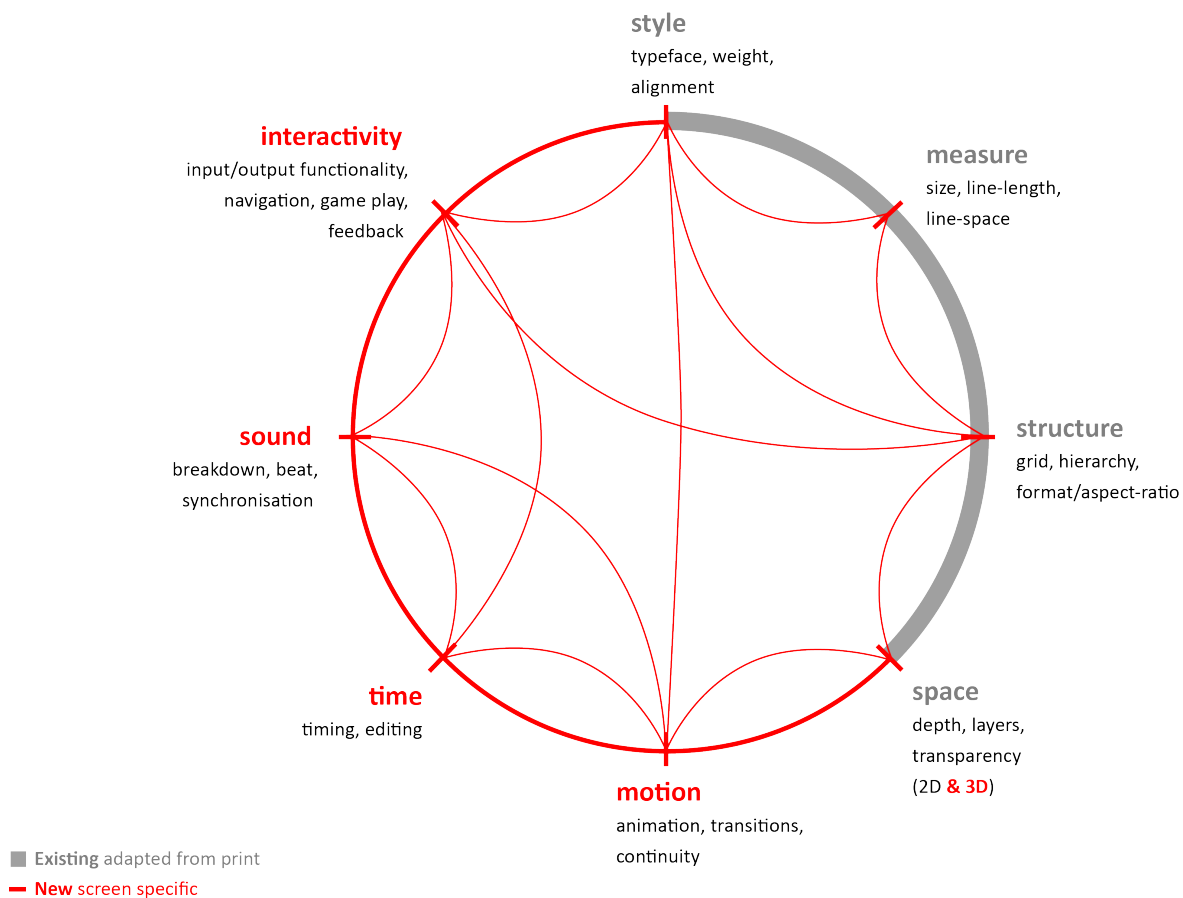 style
typeface, weight,
alignment
measure
size, line-length,
line-space
structure
grid, hierarchy,
format/aspect-ratio
space
depth, layers,
transparency
(2D & 3D)
motion
animation, transitions,
continuity
time
timing, editing
sound
breakdown, beat,
synchronisation
interactivity
input/output functionality,
navigation, game play,
feedback
Existing adapted from print
New screen specific